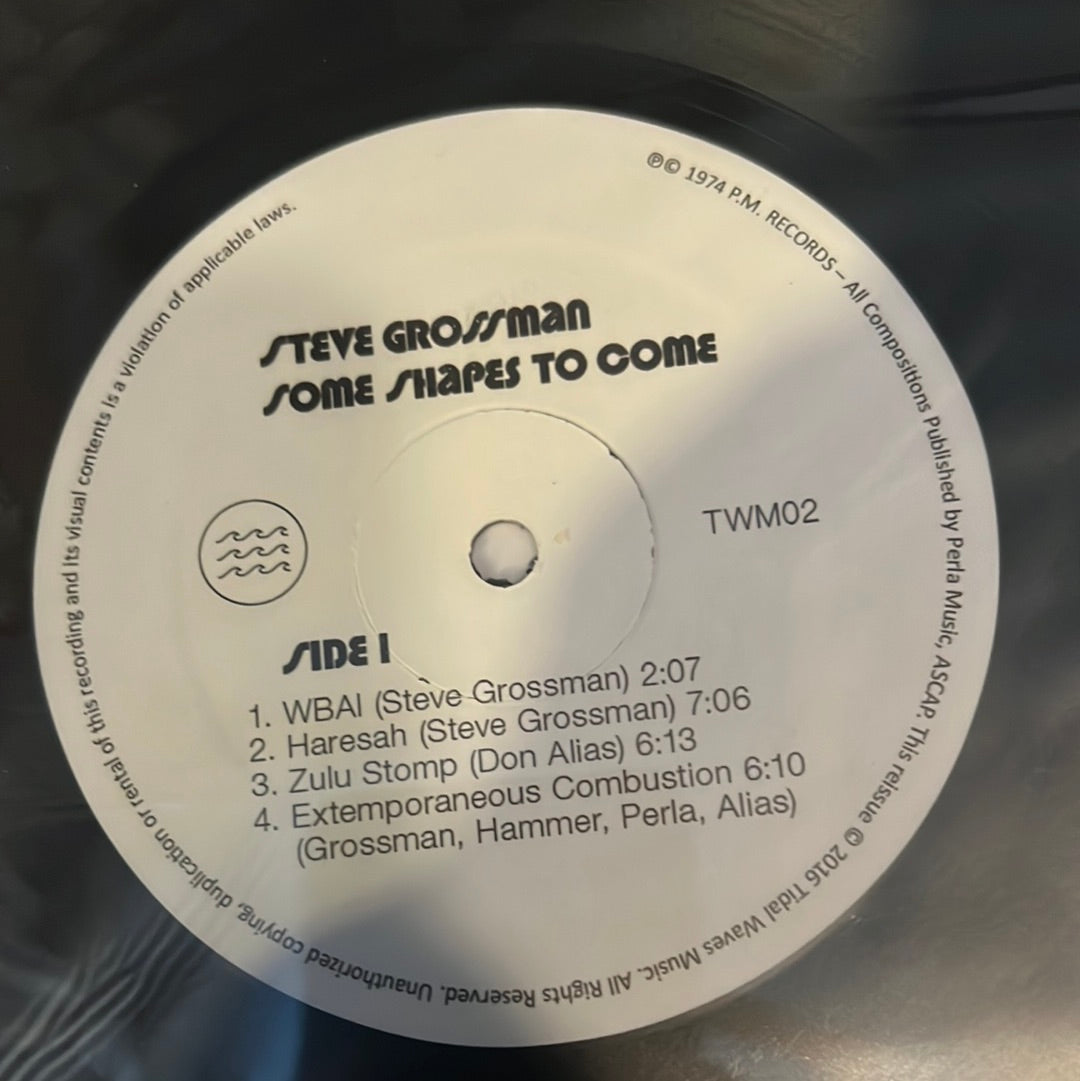 STEVE GROSSMAN
SOME SHAPES TO COME
TWM02
SIDE 1
1. WBAI (Steve Grossman) 2:07
2. Haresah (Steve Grossman) 7:06
3. Zulu Stomp (Don Alias) 6:13
4. Extemporaneous Combustion 6:10
(Grossman, Hammer, Perla, Alias)
℗© 1974 P.M. RECORDS – All Compositions Published by Perla Music, ASCAP. This reissue © 2016 Tidal Waves Music. All Rights Reserved. Unauthorized copying, duplication or rental of this recording and its visual contents is a violation of applicable laws.